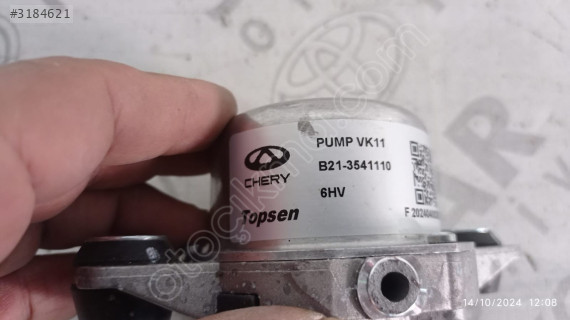 #3184621
PUMP VK11
B21-3541110
CHERY
6HV
Topsen
14/10/2024 12:08